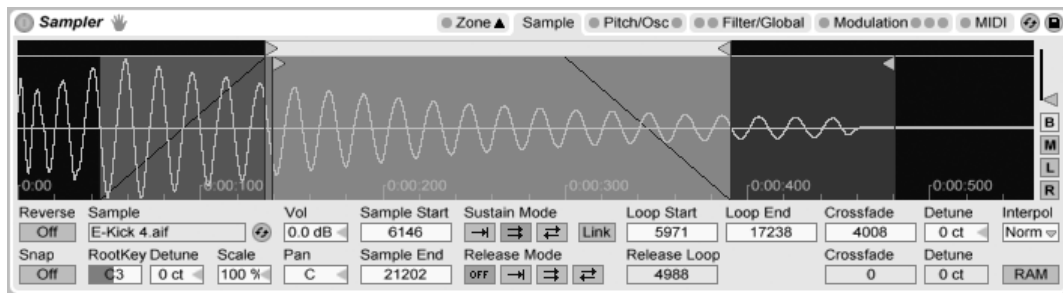 Sampler Zone Sample Pitch/Osc Filter/Global Modulation MIDI
B
M
L
R
0:00 0:00:100 0:00:200 0:00:300 0:00:400 0:00:500
Reverse Sample Vol Sample Start Sustain Mode Loop Start Loop End Crossfade Detune Interpol
Off E-Kick 4.aif 0.0 dB 6146 Link 5971 17238 4008 0 ct Norm
Snap RootKey Detune Scale Pan Sample End Release Mode Release Loop Crossfade Detune
Off C3 0 ct 100 % C 21202 OFF 4988 0 0 ct RAM